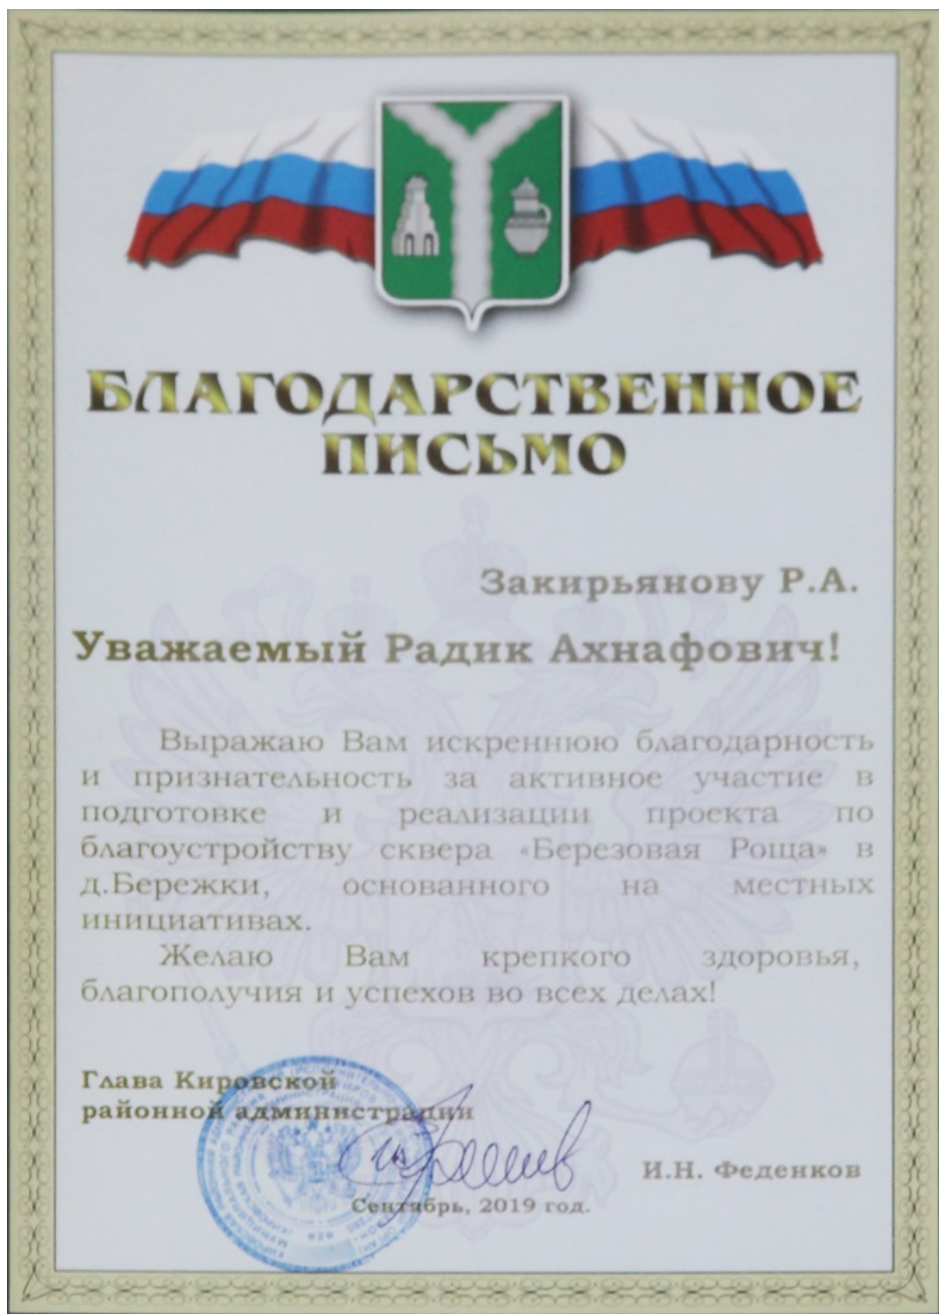 БЛАГОДАРСТВЕННОЕ
ПИСЬМО
Закирьянову Р.А.
Уважаемый Радик Ахнафович!
Выражаю Вам искреннюю благодарность
и признательность за активное участие в
подготовке и реализации проекта по
благоустройству сквера «Березовая Роща» в
д.Бережки, основанного на местных
инициативах.
Желаю Вам крепкого здоровья,
благополучия и успехов во всех делах!
Глава Кировской
районной администрации
И.Н. Феденков
Сентябрь, 2019 год.